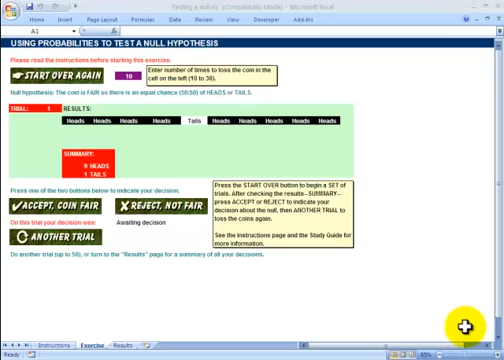 Testing a null.xls  [Compatibility Mode]
Home Insert Page Layout Formulas Data Review View Developer Add-Ins
A1
USING PROBABILITIES TO TEST A NULL HYPOTHESIS
Please read the instructions before starting this exercise.
START OVER AGAIN
10
Enter number of times to toss the coin in the
cell on the left (10 to 30).
Null hypothesis: The coin is FAIR so there is an equal chance (50:50) of HEADS or TAILS.
TRIAL: 1 RESULTS:
Heads Heads Heads Heads Tails Heads Heads Heads Heads Heads
SUMMARY:
9 HEADS
1 TAILS
Press one of the two buttons below to indicate your decision.
ACCEPT, COIN FAIR
REJECT, NOT FAIR
On this trial your decision was:
Awaiting decision
ANOTHER TRIAL
Press the START OVER button to begin a SET of
trials. After checking the results--SUMMARY--
press ACCEPT or REJECT to indicate your
decision about the null, then ANOTHER TRIAL to
toss the coins again.
See the Instructions page and the Study Guide for
more information.
Do another trial (up to 50), or turn to the "Results" page for a summary of all your decisions.
Instructions Exercise Results
Ready